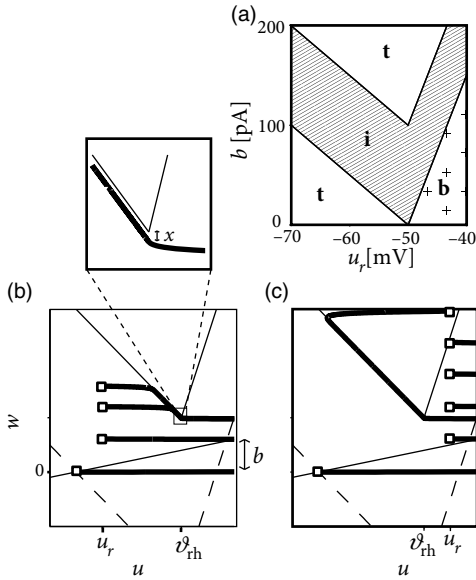 (a)
200
t
b [pA]
100
i
t
b
0
−70
−60
−50
−40
u_r[mV]
x
(b)
(c)
w
0
b
u_r
ϑ_rh
u
ϑ_rh
u_r
u